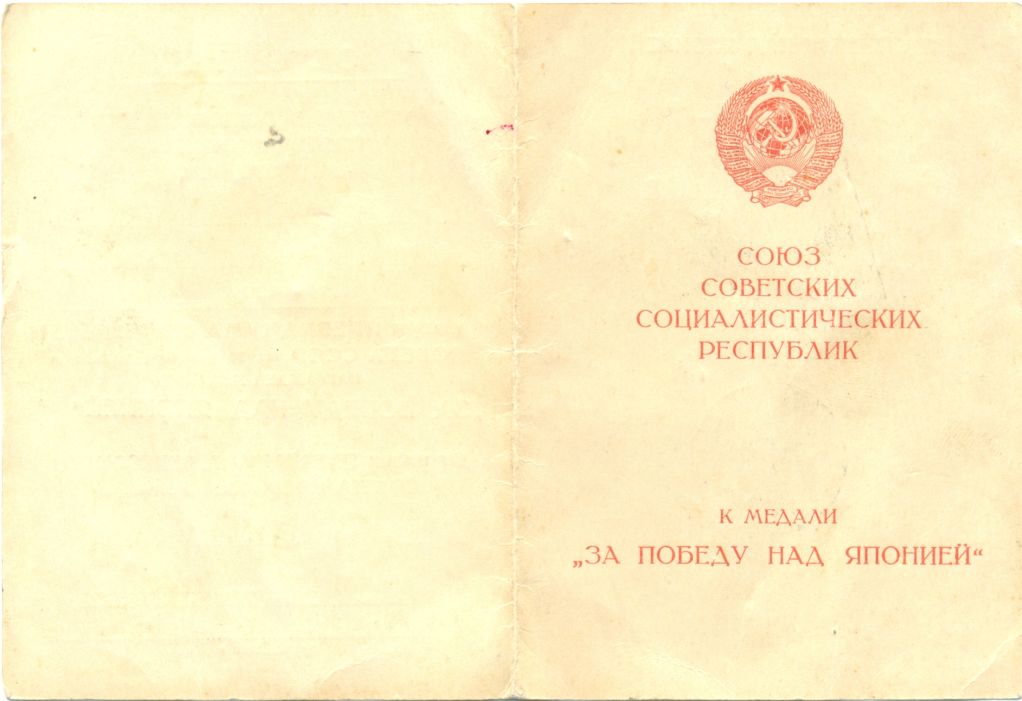 СОЮЗ
СОВЕТСКИХ
СОЦИАЛИСТИЧЕСКИХ
РЕСПУБЛИК
К МЕДАЛИ
„ЗА ПОБЕДУ НАД ЯПОНИЕЙ“